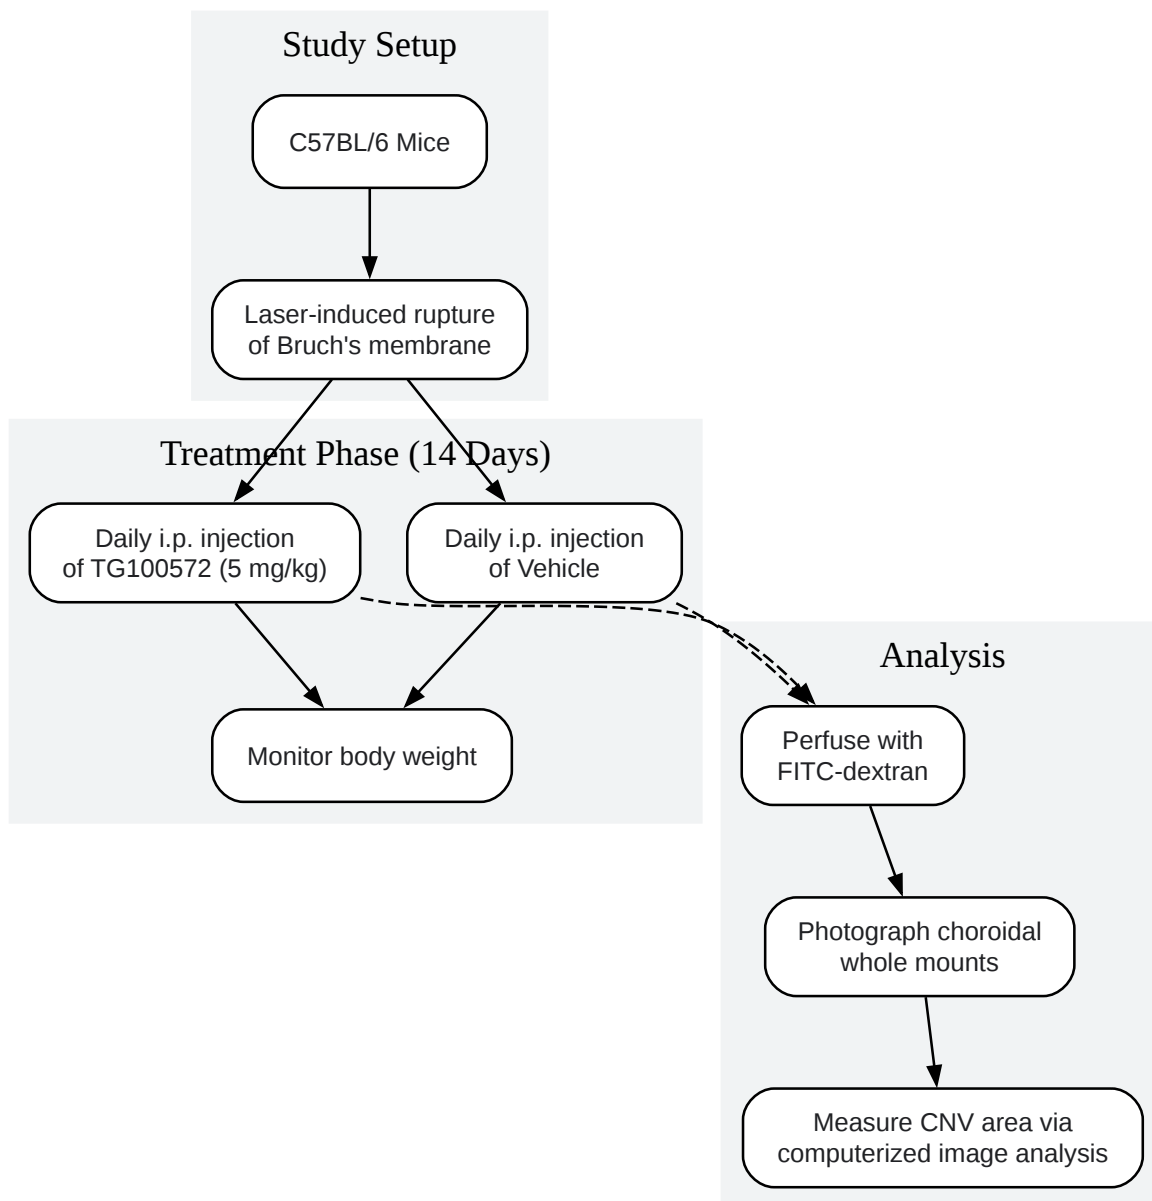 Study Setup
C57BL/6 Mice
Laser-induced rupture
of Bruch's membrane
Treatment Phase (14 Days)
Daily i.p. injection
of TG100572 (5 mg/kg)
Daily i.p. injection
of Vehicle
Monitor body weight
Analysis
Perfuse with
FITC-dextran
Photograph choroidal
whole mounts
Measure CNV area via
computerized image analysis